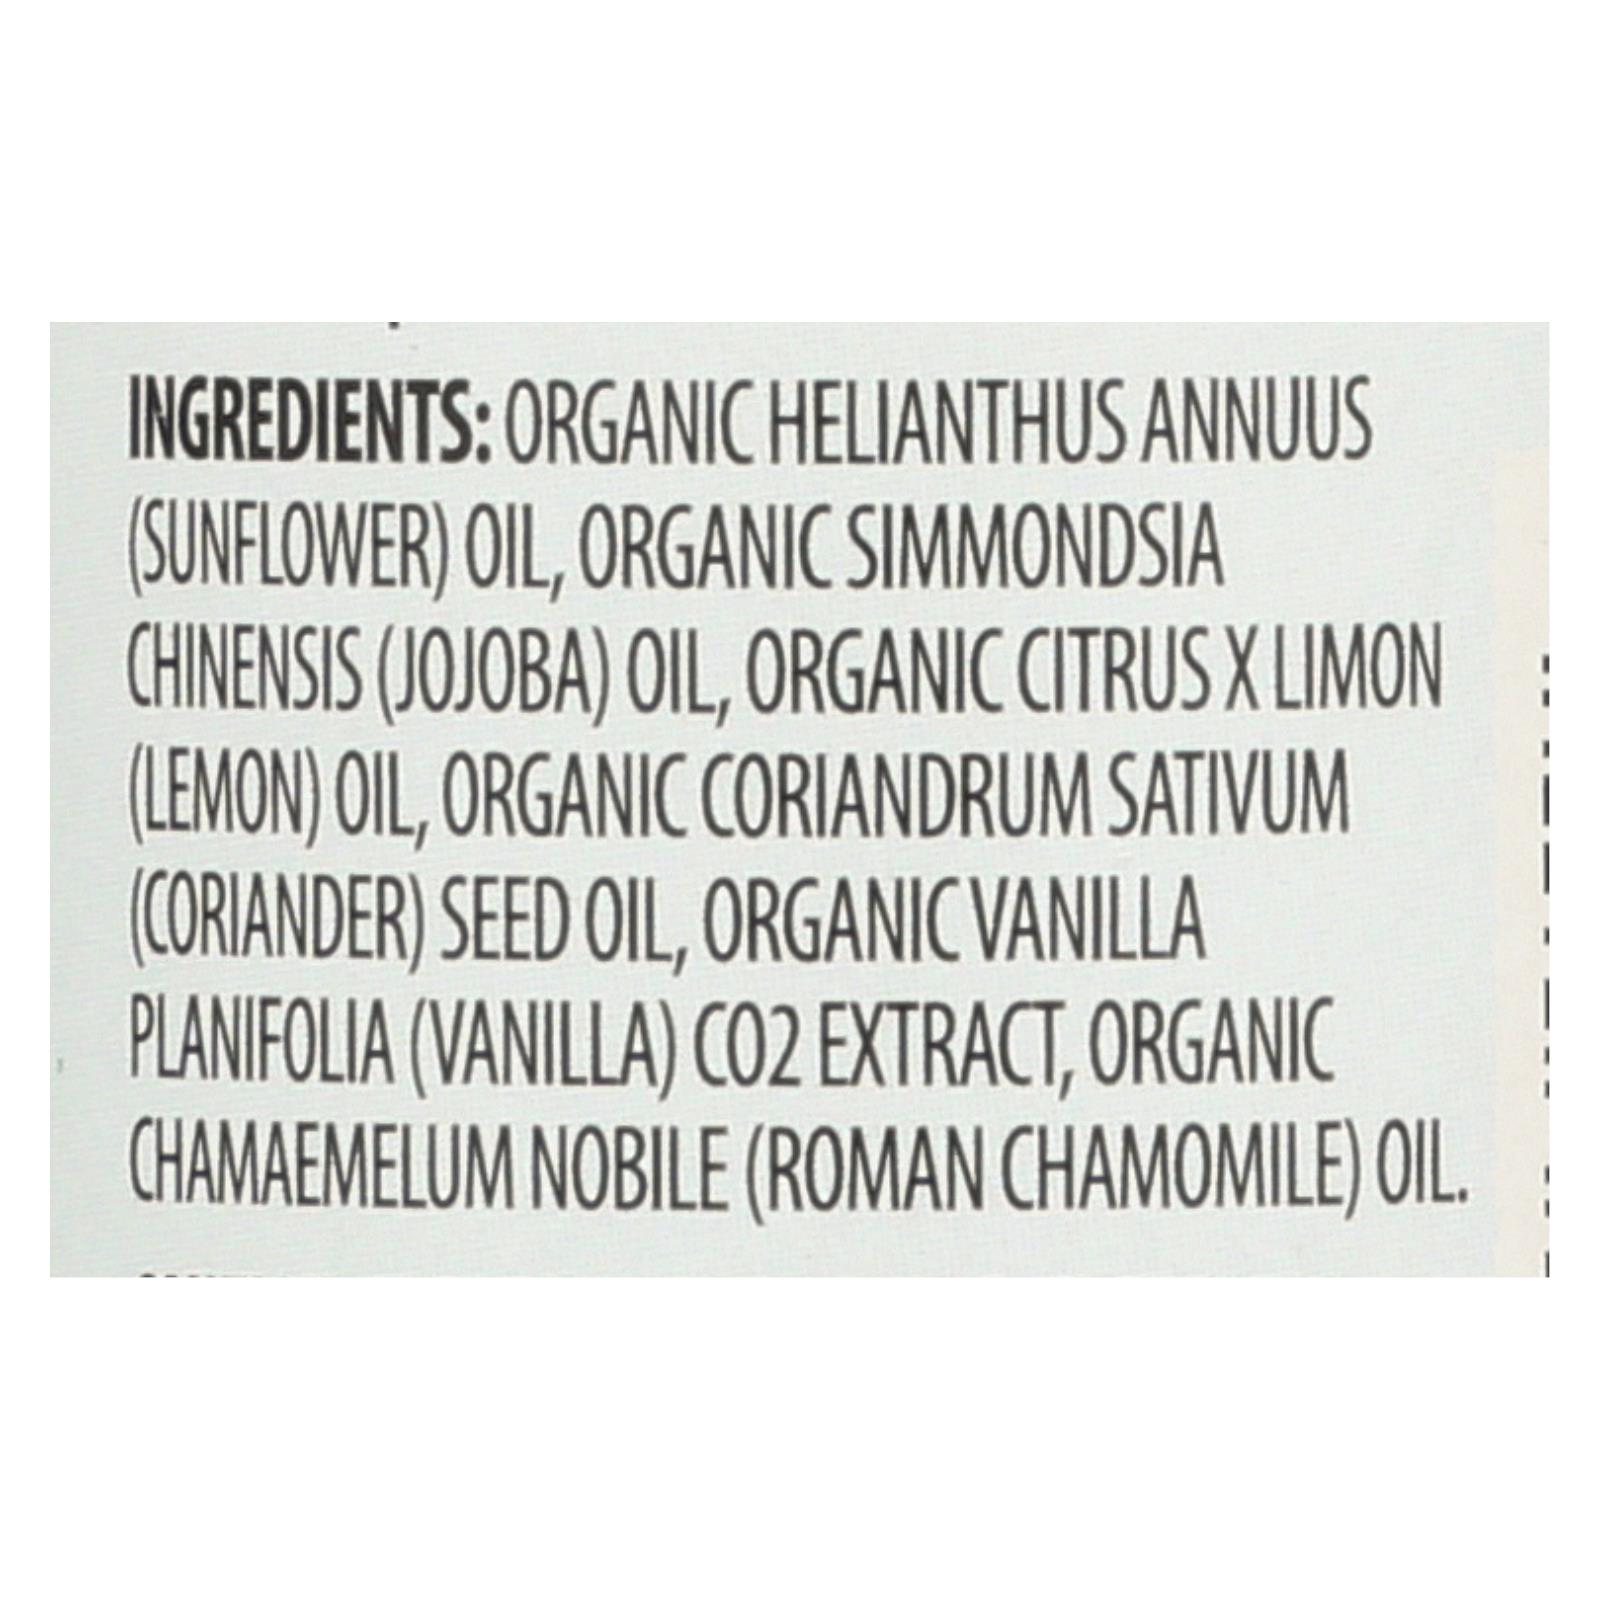 INGREDIENTS: ORGANIC HELIANTHUS ANNUUS
(SUNFLOWER) OIL, ORGANIC SIMMONDSIA
CHINENSIS (JOJOBA) OIL, ORGANIC CITRUS X LIMON
(LEMON) OIL, ORGANIC CORIANDRUM SATIVUM
(CORIANDER) SEED OIL, ORGANIC VANILLA
PLANIFOLIA (VANILLA) CO2 EXTRACT, ORGANIC
CHAMAEMELUM NOBILE (ROMAN CHAMOMILE) OIL.